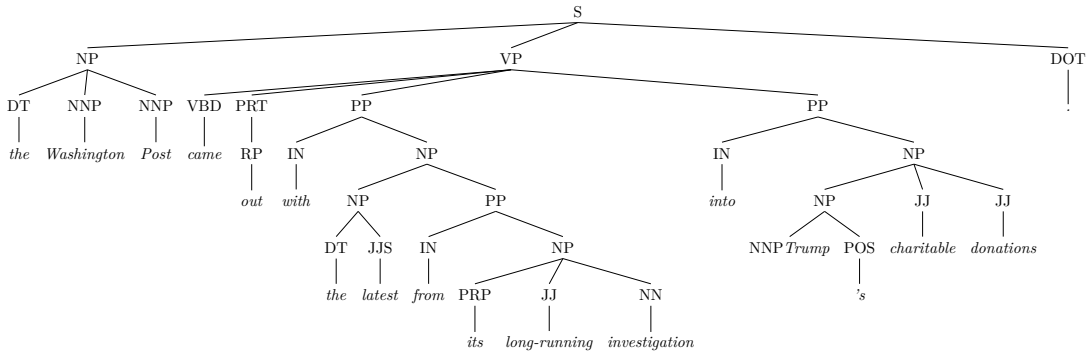 S
NP VP DOT
DT NNP NNP VBD PRT PP PP .
the Washington Post came RP IN NP IN NP
out with NP PP into NP JJ JJ
DT JJS IN NP NNP Trump POS charitable donations
the latest from PRP JJ NN 's
its long-running investigation